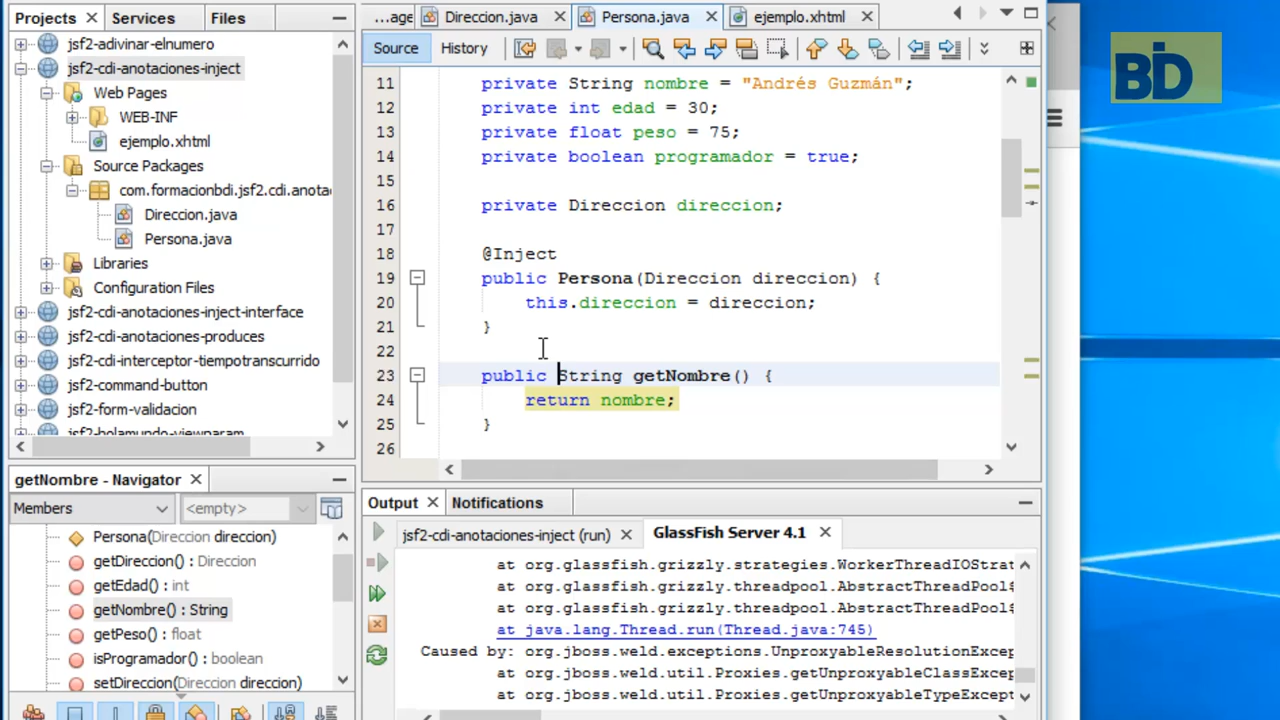 Projects
Services
Files
jsf2-adivinar-elnumero
jsf2-cdi-anotaciones-inject
Web Pages
WEB-INF
ejemplo.xhtml
Source Packages
com.formacionbdi.jsf2.cdi.anota
Direccion.java
Persona.java
Libraries
Configuration Files
jsf2-cdi-anotaciones-inject-interface
jsf2-cdi-anotaciones-produces
jsf2-cdi-interceptor-tiempotranscurrido
jsf2-command-button
jsf2-form-validacion
jsf2-holamundo-viewparam
getNombre - Navigator
Members
<empty>
Persona(Direccion direccion)
getDireccion() : Direccion
getEdad() : int
getNombre() : String
getPeso() : float
isProgramador() : boolean
setDireccion(Direccion direccion)
...age
Direccion.java
Persona.java
ejemplo.xhtml
Source
History
11 private String nombre = "Andrés Guzmán";
12 private int edad = 30;
13 private float peso = 75;
14 private boolean programador = true;
15
16 private Direccion direccion;
17
18 @Inject
19 public Persona(Direccion direccion) {
20 this.direccion = direccion;
21 }
22
23 public String getNombre() {
24 return nombre;
25 }
26
Output
Notifications
jsf2-cdi-anotaciones-inject (run)
GlassFish Server 4.1
at org.glassfish.grizzly.strategies.WorkerThreadIOStrat
at org.glassfish.grizzly.threadpool.AbstractThreadPool$
at org.glassfish.grizzly.threadpool.AbstractThreadPool$
at java.lang.Thread.run(Thread.java:745)
Caused by: org.jboss.weld.exceptions.UnproxyableResolutionExcep
at org.jboss.weld.util.Proxies.getUnproxyableClassExce
at org.jboss.weld.util.Proxies.getUnproxyableTypeExcept
BDI